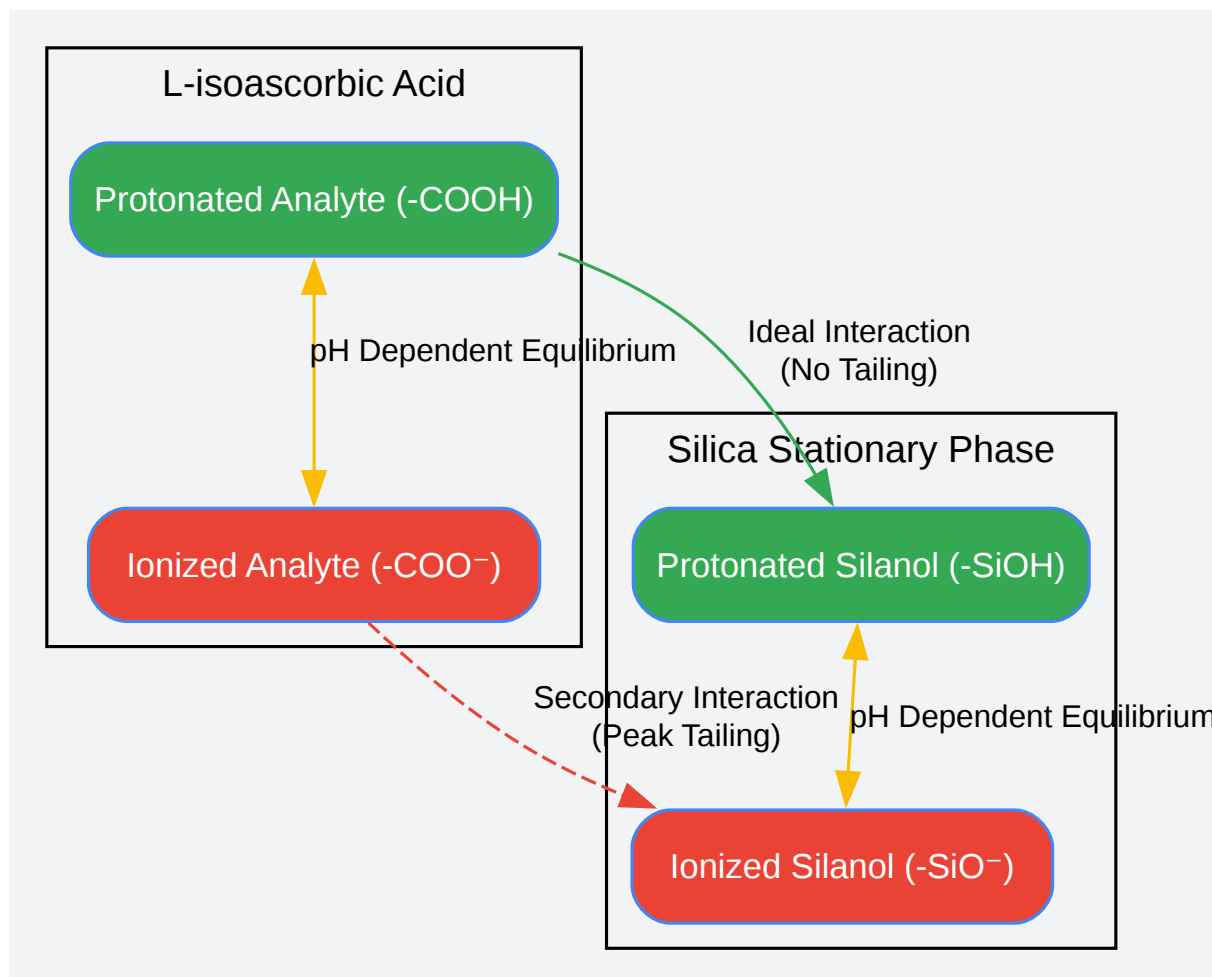 L-isoascorbic Acid
Protonated Analyte (-COOH)
pH Dependent Equilibrium
Ionized Analyte (-COO⁻)
Ideal Interaction
(No Tailing)
Silica Stationary Phase
Protonated Silanol (-SiOH)
Secondary Interaction
(Peak Tailing)
pH Dependent Equilibrium
Ionized Silanol (-SiO⁻)